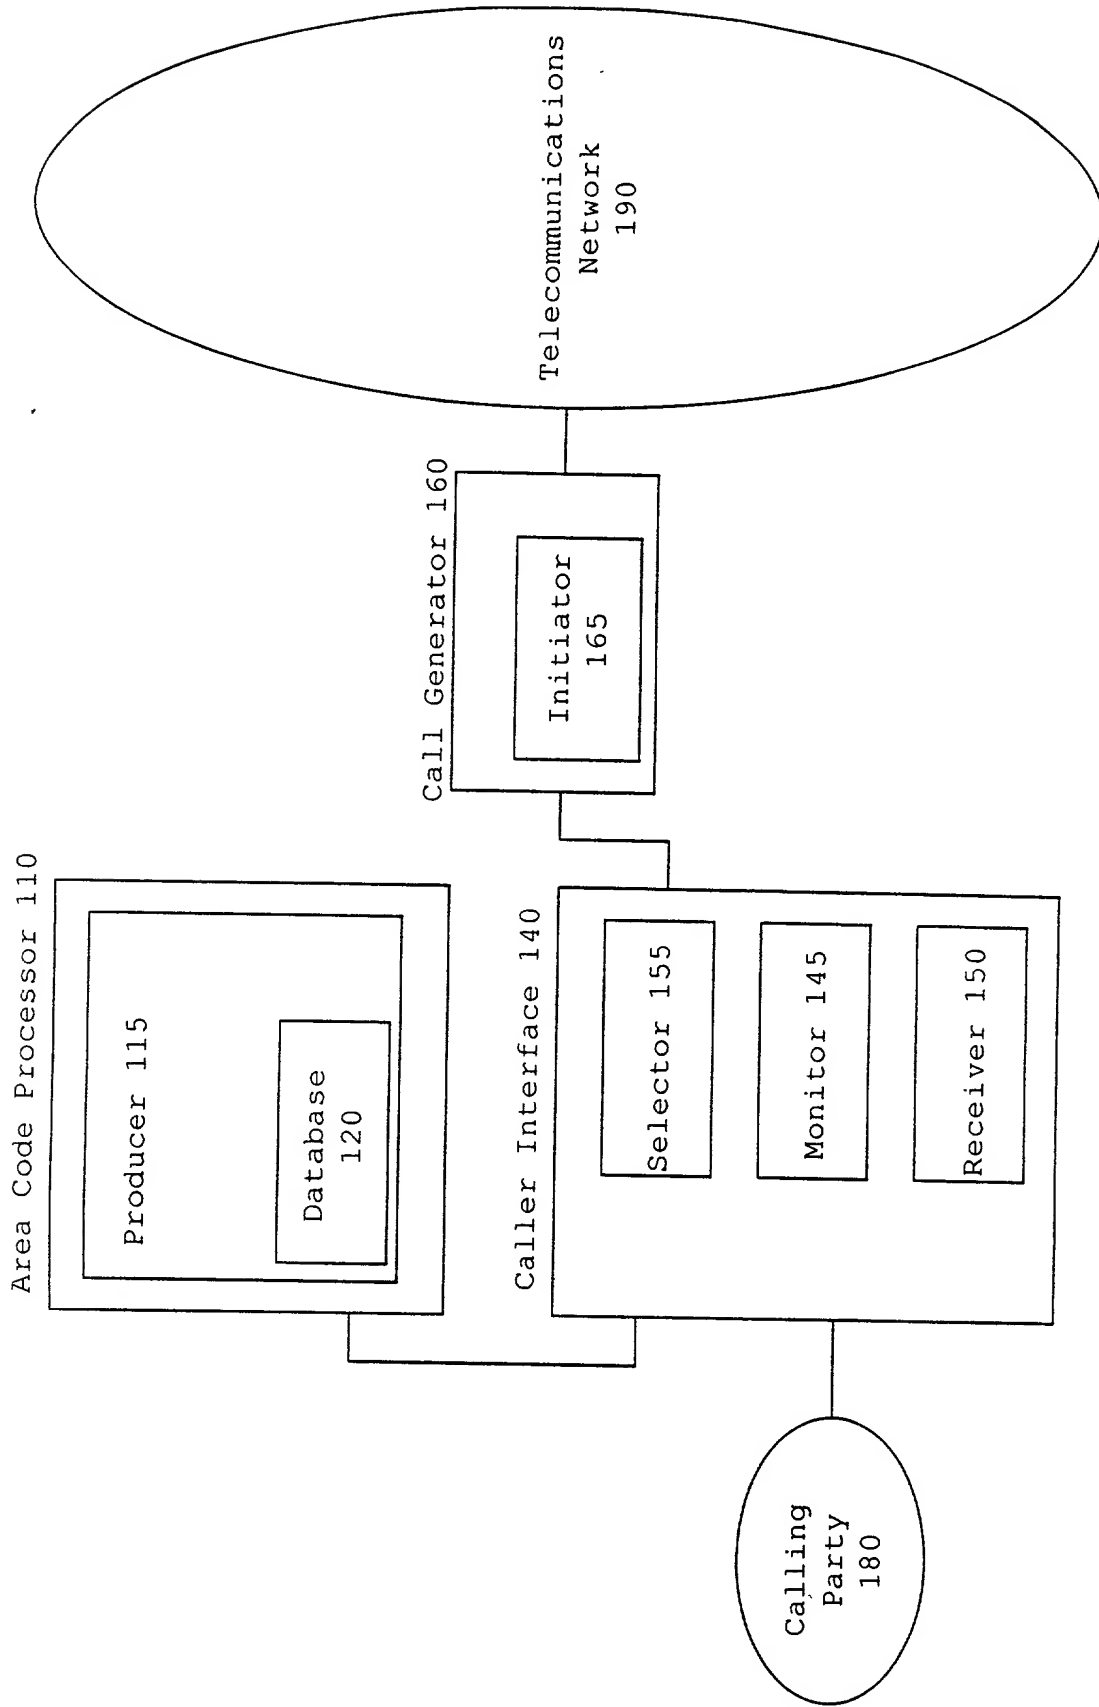 Area Code Processor 110
Producer 115
Database
120
Caller Interface 140
Selector 155
Monitor 145
Receiver 150
Calling
Party
180
Call Generator 160
Initiator
165
Telecommunications
Network
190